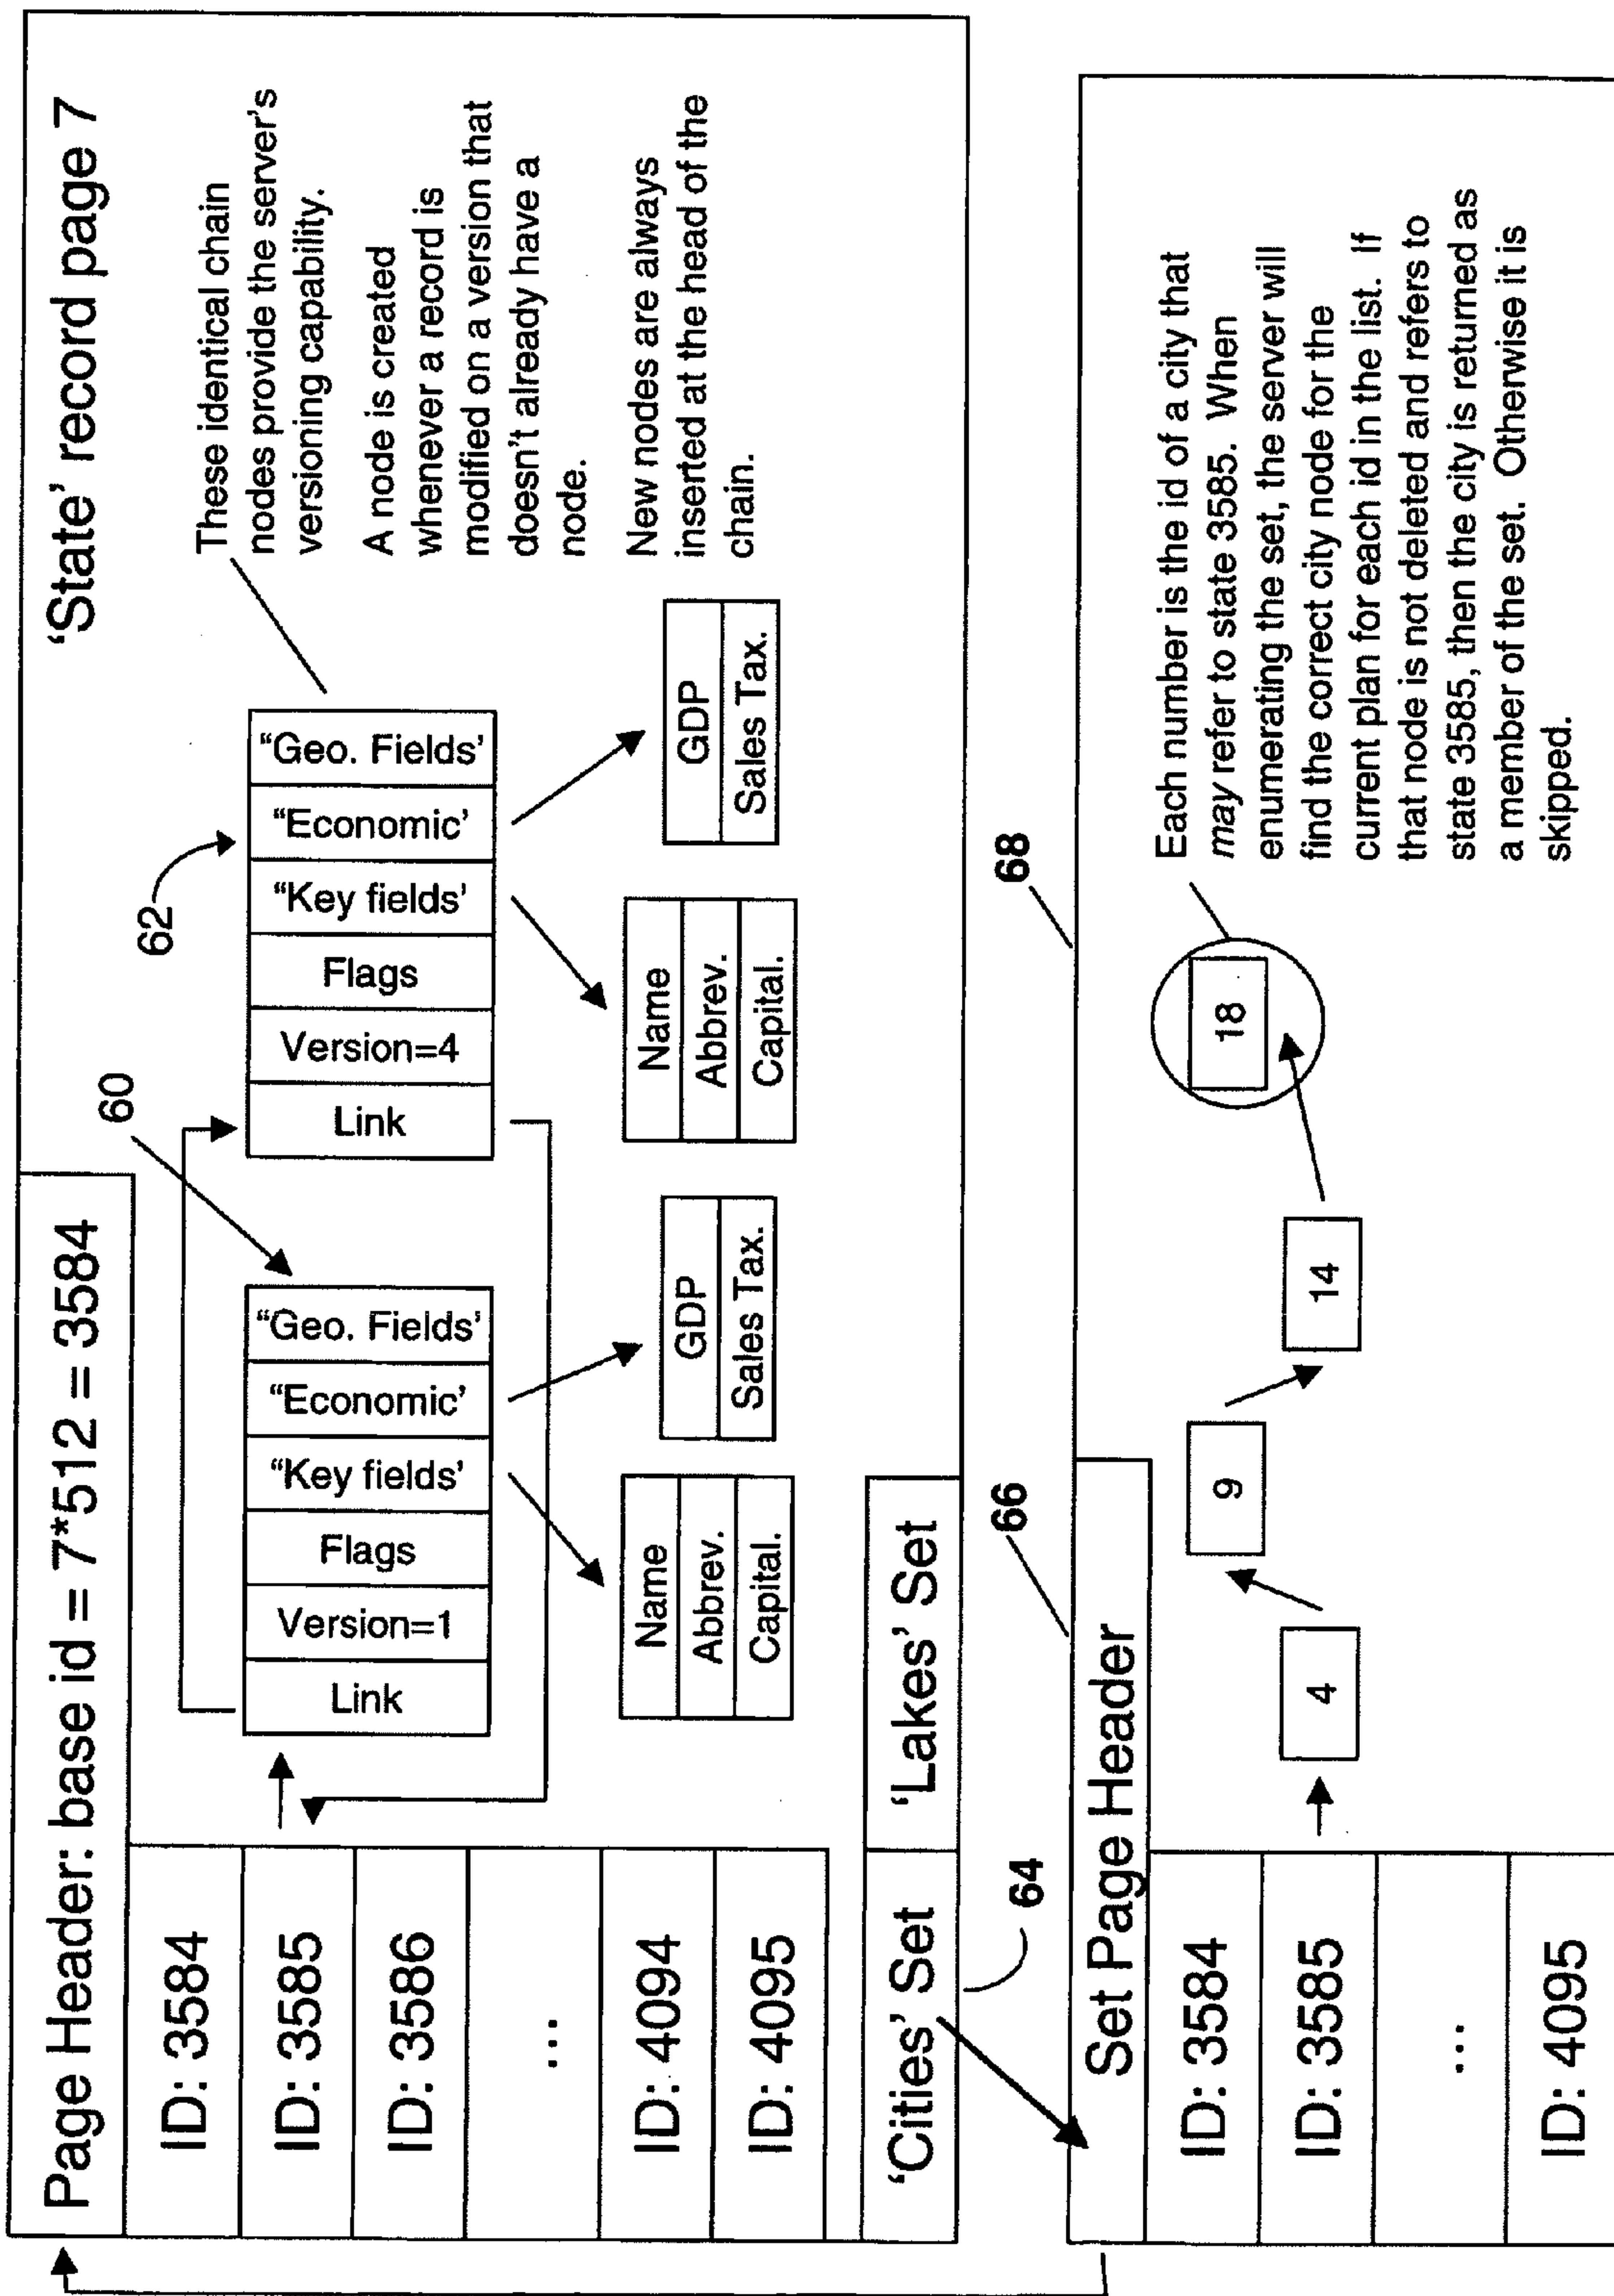 'State' record page 7
Page Header: base id = 7*512 = 3584
ID: 3584
ID: 3585
ID: 3586
...
ID: 4094
ID: 4095
60
Link
Version=1
Flags
"Key fields'
"Economic'
"Geo. Fields'
Name
Abbrev.
Capital.
GDP
Sales Tax.
62
Link
Version=4
Flags
"Key fields'
"Economic'
"Geo. Fields'
Name
Abbrev.
Capital.
GDP
Sales Tax.
These identical chain
nodes provide the server's
versioning capability.
A node is created
whenever a record is
modified on a version that
doesn't already have a
node.
New nodes are always
inserted at the head of the
chain.
'Cities' Set
'Lakes' Set
64
66
68
Set Page Header
ID: 3584
ID: 3585
...
ID: 4095
4
9
14
18
Each number is the id of a city that
may refer to state 3585. When
enumerating the set, the server will
find the correct city node for the
current plan for each id in the list. If
that node is not deleted and refers to
state 3585, then the city is returned as
a member of the set. Otherwise it is
skipped.